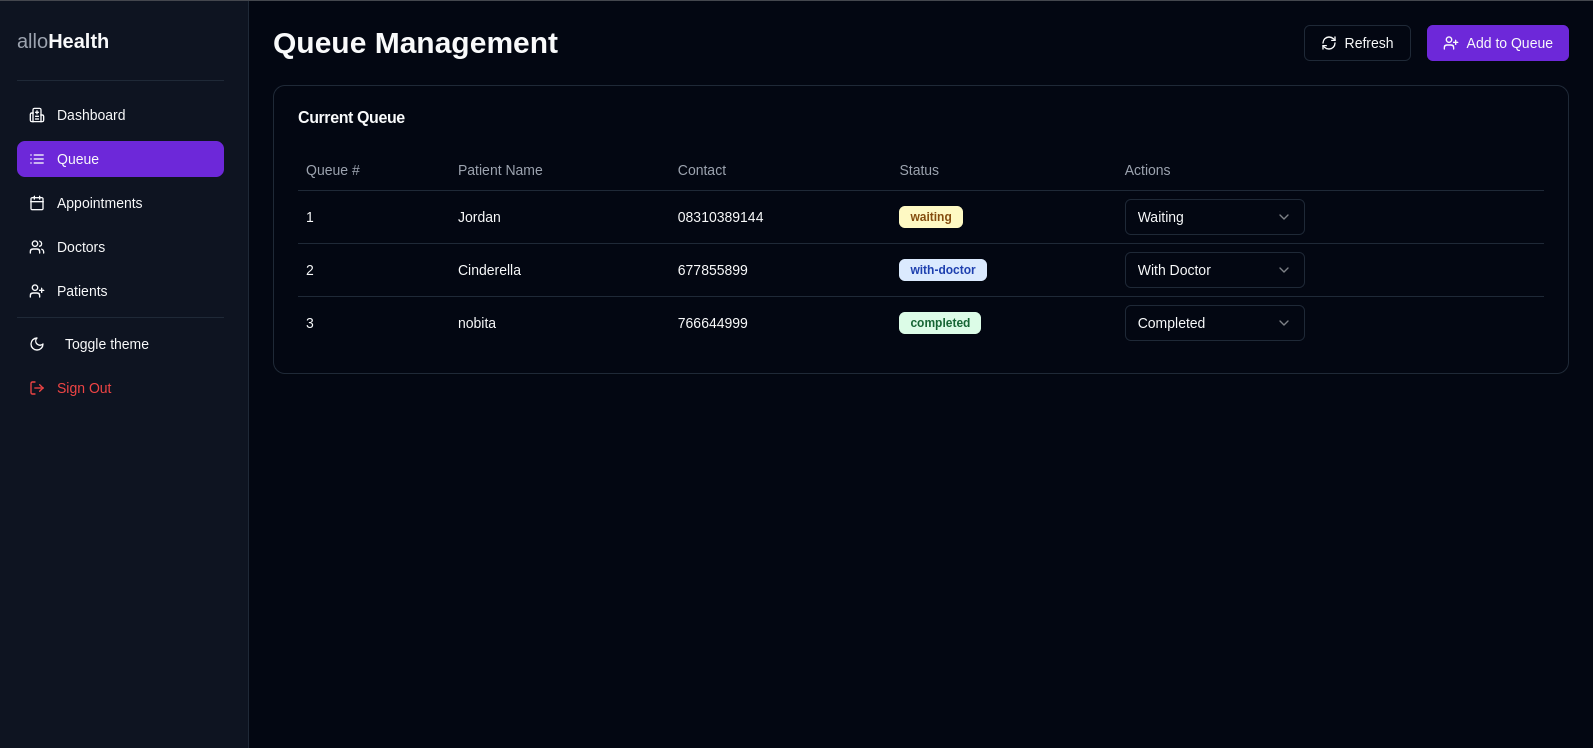 alloHealth
Dashboard
Queue
Appointments
Doctors
Patients
Toggle theme
Sign Out
Queue Management
Refresh
Add to Queue
Current Queue
Queue # Patient Name Contact Status Actions
1 Jordan 08310389144 waiting Waiting
2 Cinderella 677855899 with-doctor With Doctor
3 nobita 766644999 completed Completed